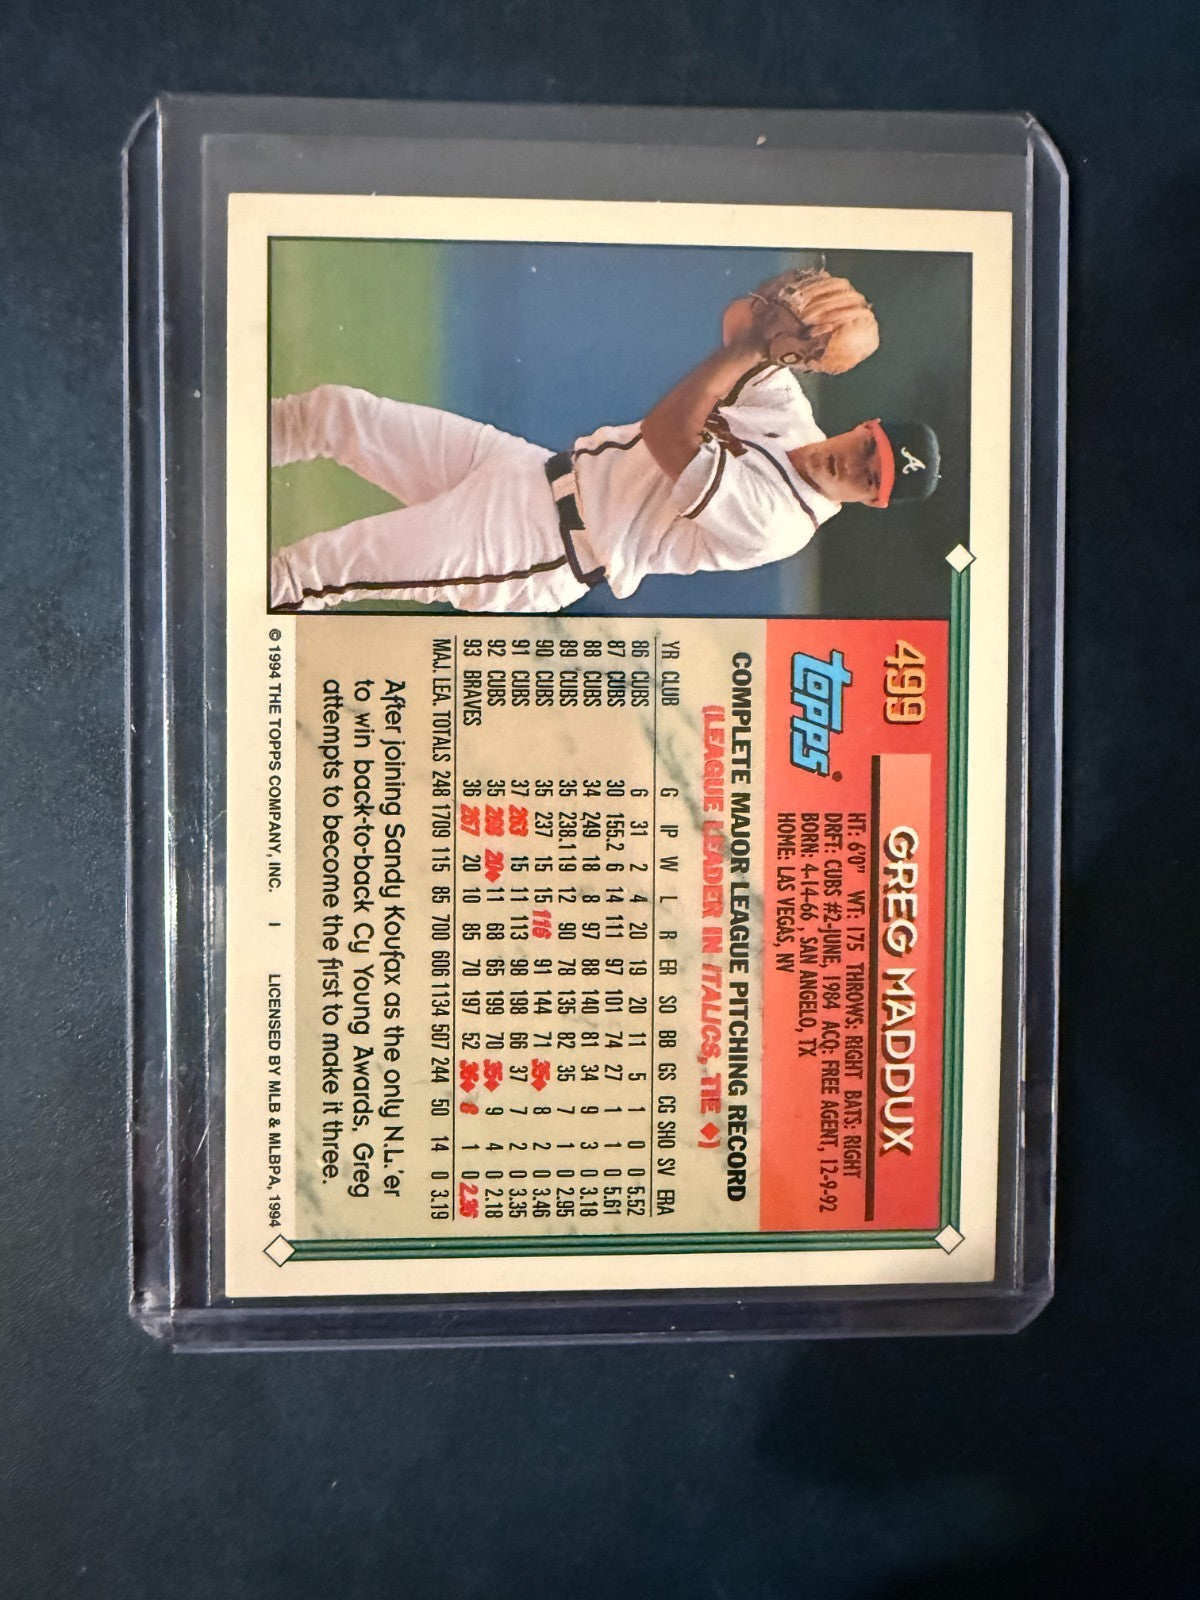 A
499
GREG MADDUX
topps®
HT: 6'0" WT: 175 THROWS: RIGHT BATS: RIGHT
DRFT: CUBS #2-JUNE, 1984 ACQ: FREE AGENT, 12-9-92
BORN: 4-14-66, SAN ANGELO, TX
HOME: LAS VEGAS, NV
COMPLETE MAJOR LEAGUE PITCHING RECORD
(LEAGUE LEADER IN ITALICS, TIE ♦)
YR CLUB G IP W L R ER SO BB GS CG SHO SV ERA
86 CUBS 6 31 2 4 20 19 20 11 5 1 0 0 5.52
87 CUBS 30 155.2 6 14 111 97 101 74 27 1 1 0 5.61
88 CUBS 34 249 18 8 97 88 140 81 34 9 3 0 3.18
89 CUBS 35 238.1 19 12 90 78 135 82 35 7 1 0 2.95
90 CUBS 35 237 15 15 116 91 144 71 35♦ 8 2 0 3.46
91 CUBS 37 263 15 11 113 98 198 66 37 7 2 0 3.35
92 CUBS 35 268 20♦ 11 68 65 199 70 35♦ 9 4 0 2.18
93 BRAVES 36 267 20 10 85 70 197 52 36♦ 8 1 0 2.36
MAJ. LEA. TOTALS 248 1709 115 85 700 606 1134 507 244 50 14 0 3.19
After joining Sandy Koufax as the only N.L.'er
to win back-to-back Cy Young Awards, Greg
attempts to become the first to make it three.
© 1994 THE TOPPS COMPANY, INC. I LICENSED BY MLB & MLBPA, 1994